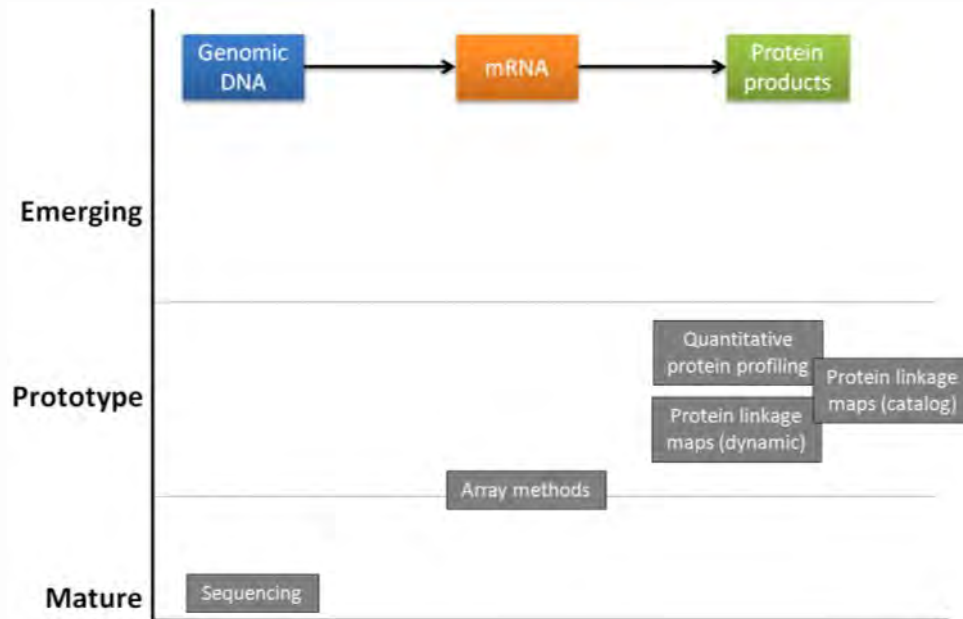 Genomic
DNA
mRNA
Protein
products
Emerging
Quantitative
protein profiling
Protein linkage
maps (catalog)
Prototype
Protein linkage
maps (dynamic)
Array methods
Sequencing
Mature